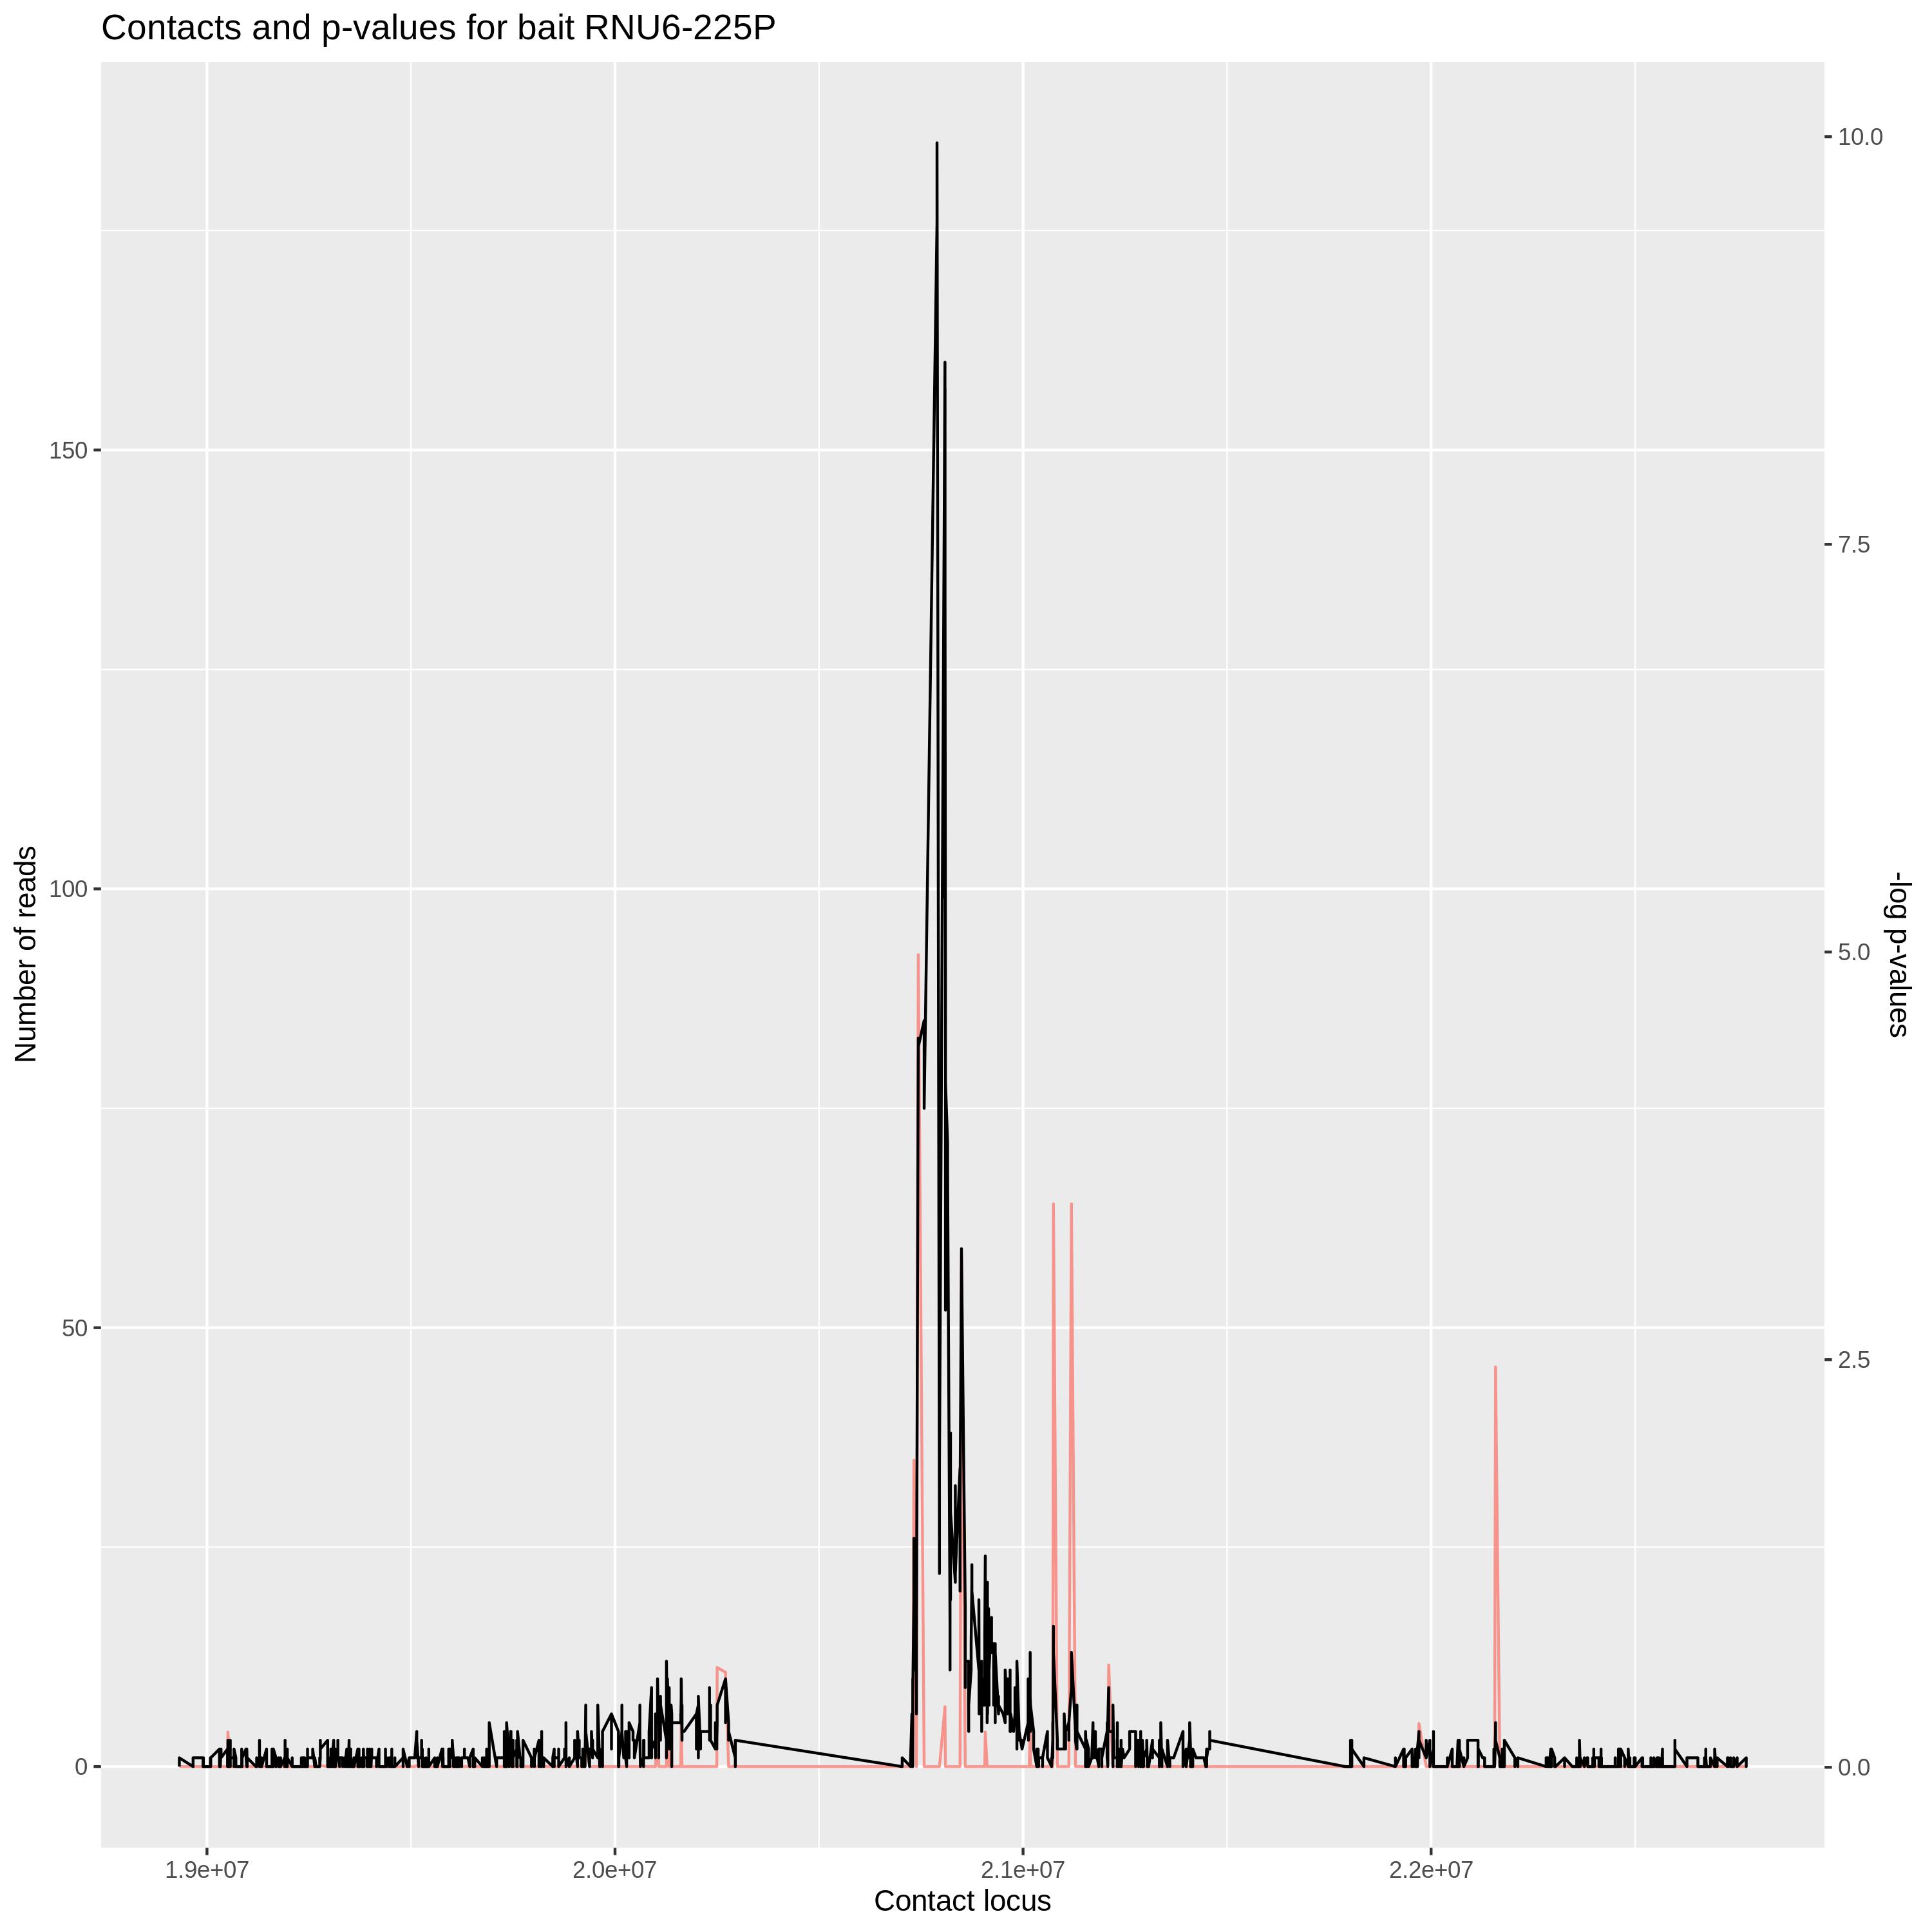 Contacts and p-values for bait RNU6-225P
150
100
50
0
Number of reads
10.0
7.5
5.0
2.5
0.0
-log p-values
1.9e+07
2.0e+07
2.1e+07
2.2e+07
Contact locus